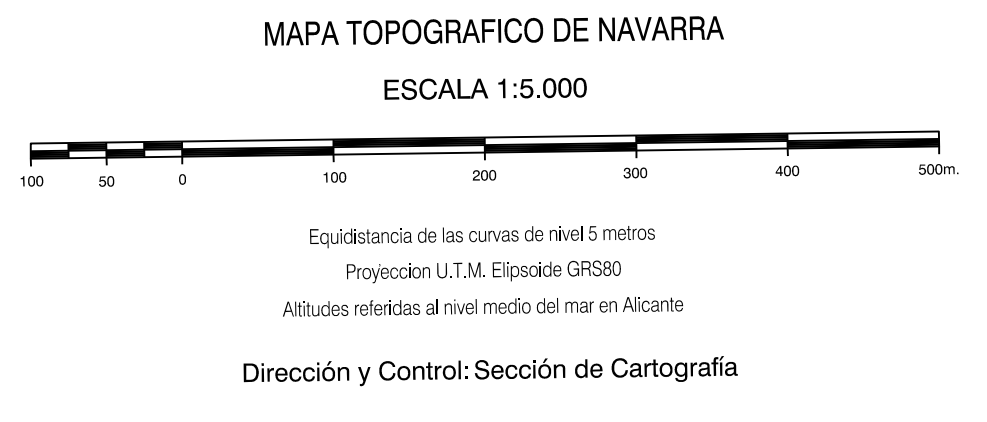 MAPA TOPOGRAFICO DE NAVARRA
ESCALA 1:5.000
100 50 0 100 200 300 400 500m.
Equidistancia de las curvas de nivel 5 metros
Proyeccion U.T.M. Elipsoide GRS80
Altitudes referidas al nivel medio del mar en Alicante
Dirección y Control: Sección de Cartografía